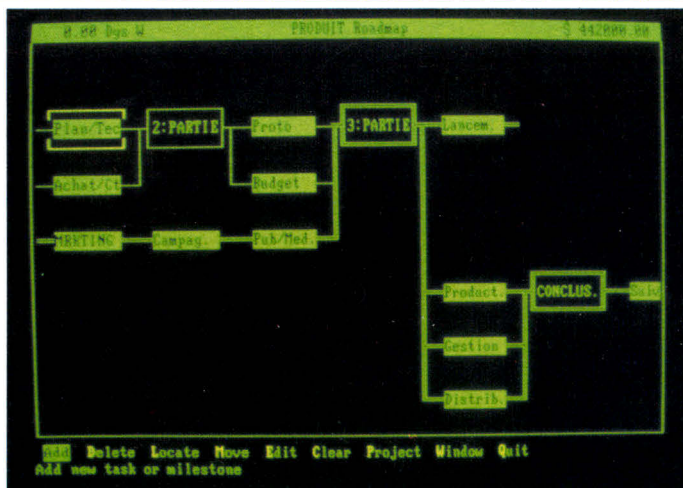 0.00 Dys W PRODUIT Roadmap $ 442000.00
Plan/Tec 2:PARTIE Proto 3:PARTIE Lancem.
Achat/Ct Budget
MRKTING Campag. Pub/Med.
Product. CONCLUS. Suiv
Gestion
Distrib.
Add Delete Locate Move Edit Clear Project Window Quit
Add new task or milestone